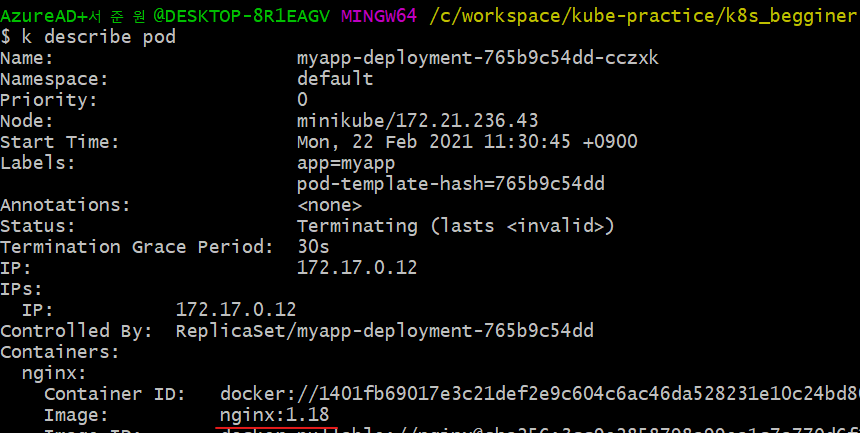 AzureAD+서 준 원 @DESKTOP-8R1EAGV MINGW64 /c/workspace/kube-practice/k8s_begginer
$ k describe pod
Name: myapp-deployment-765b9c54dd-cczxk
Namespace: default
Priority: 0
Node: minikube/172.21.236.43
Start Time: Mon, 22 Feb 2021 11:30:45 +0900
Labels: app=myapp
pod-template-hash=765b9c54dd
Annotations: <none>
Status: Terminating (lasts <invalid>)
Termination Grace Period: 30s
IP: 172.17.0.12
IPs:
IP: 172.17.0.12
Controlled By: ReplicaSet/myapp-deployment-765b9c54dd
Containers:
nginx:
Container ID: docker://1401fb69017e3c21def2e9c604c6ac46da528231e10c24bd80
Image: nginx:1.18